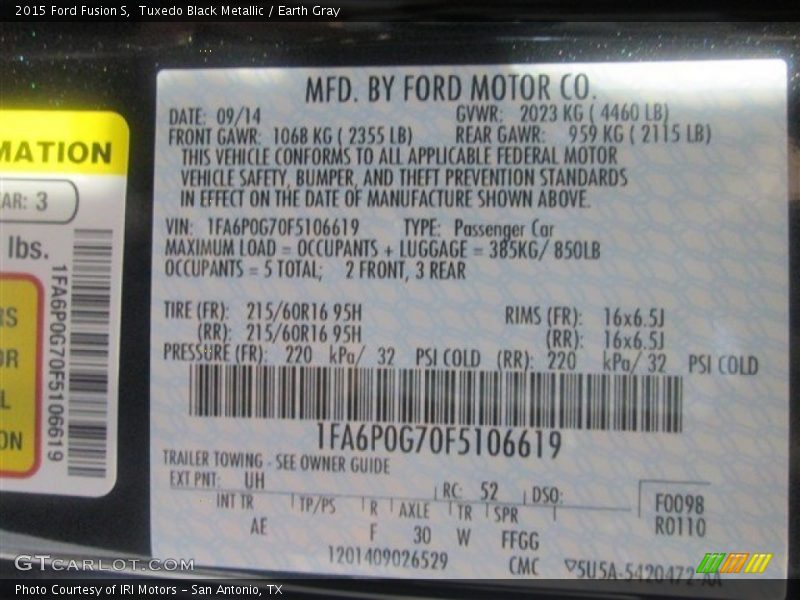 2015 Ford Fusion S,  Tuxedo Black Metallic / Earth Gray
MATION
AR: 3
lbs.
RS
OR
L
ON
1FA6P0G70F5106619
MFD. BY FORD MOTOR CO.
DATE: 09/14 GVWR: 2023 KG ( 4460 LB)
FRONT GAWR: 1068 KG ( 2355 LB) REAR GAWR: 959 KG ( 2115 LB)
THIS VEHICLE CONFORMS TO ALL APPLICABLE FEDERAL MOTOR
VEHICLE SAFETY, BUMPER, AND THEFT PREVENTION STANDARDS
IN EFFECT ON THE DATE OF MANUFACTURE SHOWN ABOVE.
VIN: 1FA6P0G70F5106619 TYPE: Passenger Car
MAXIMUM LOAD = OCCUPANTS + LUGGAGE = 385KG/ 850LB
OCCUPANTS = 5 TOTAL; 2 FRONT, 3 REAR
TIRE (FR): 215/60R16 95H RIMS (FR): 16x6.5J
(RR): 215/60R16 95H (RR): 16x6.5J
PRESSURE (FR): 220 kPa/ 32 PSI COLD (RR): 220 kPa/ 32 PSI COLD
1FA6P0G70F5106619
TRAILER TOWING - SEE OWNER GUIDE
EXT PNT: UH RC: 52 DSO: F0098
INT TR TP/PS R AXLE TR SPR R0110
AE F 30 W FFGG
1201409026529 CMC ▽5U5A-5420472-AA
GTCARLOT.COM
Photo Courtesy of IRI Motors – San Antonio, TX